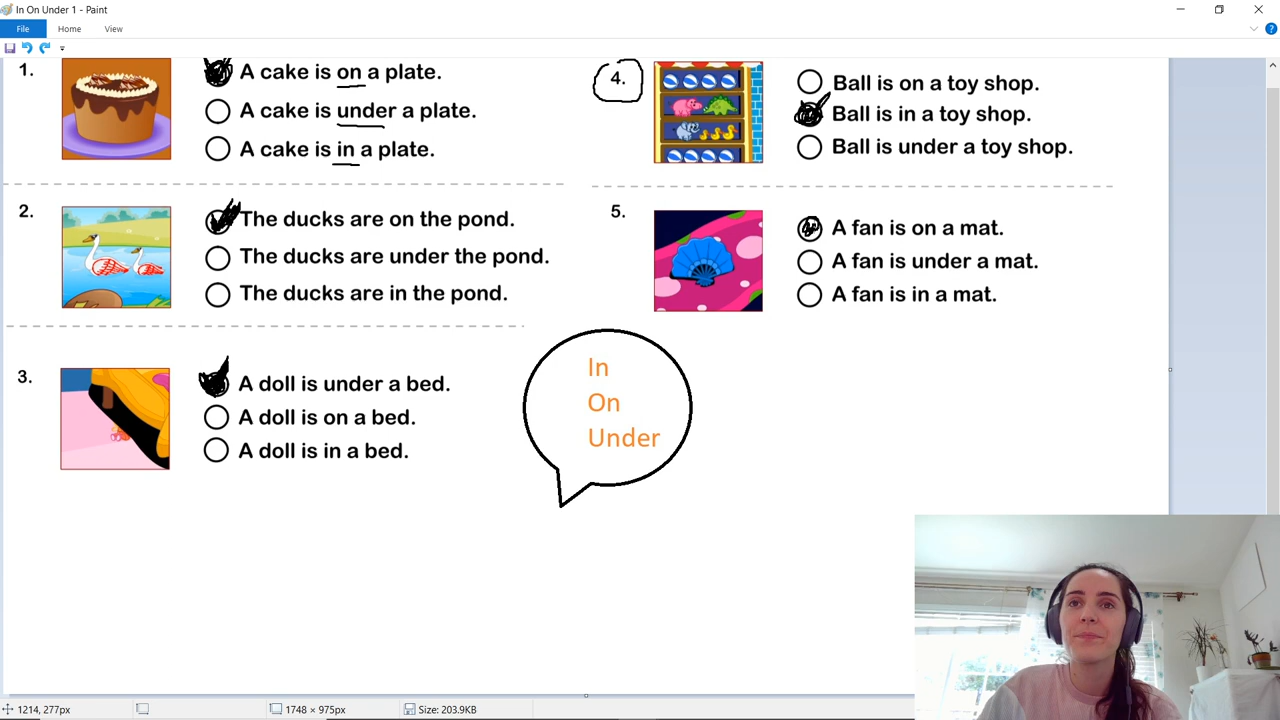 In On Under 1 - Paint
File
Home
View
1.
A cake is on a plate.
A cake is under a plate.
A cake is in a plate.
2.
The ducks are on the pond.
The ducks are under the pond.
The ducks are in the pond.
3.
A doll is under a bed.
A doll is on a bed.
A doll is in a bed.
4.
Ball is on a toy shop.
Ball is in a toy shop.
Ball is under a toy shop.
5.
A fan is on a mat.
A fan is under a mat.
A fan is in a mat.
In
On
Under
1214, 277px
1748 × 975px
Size: 203.9KB